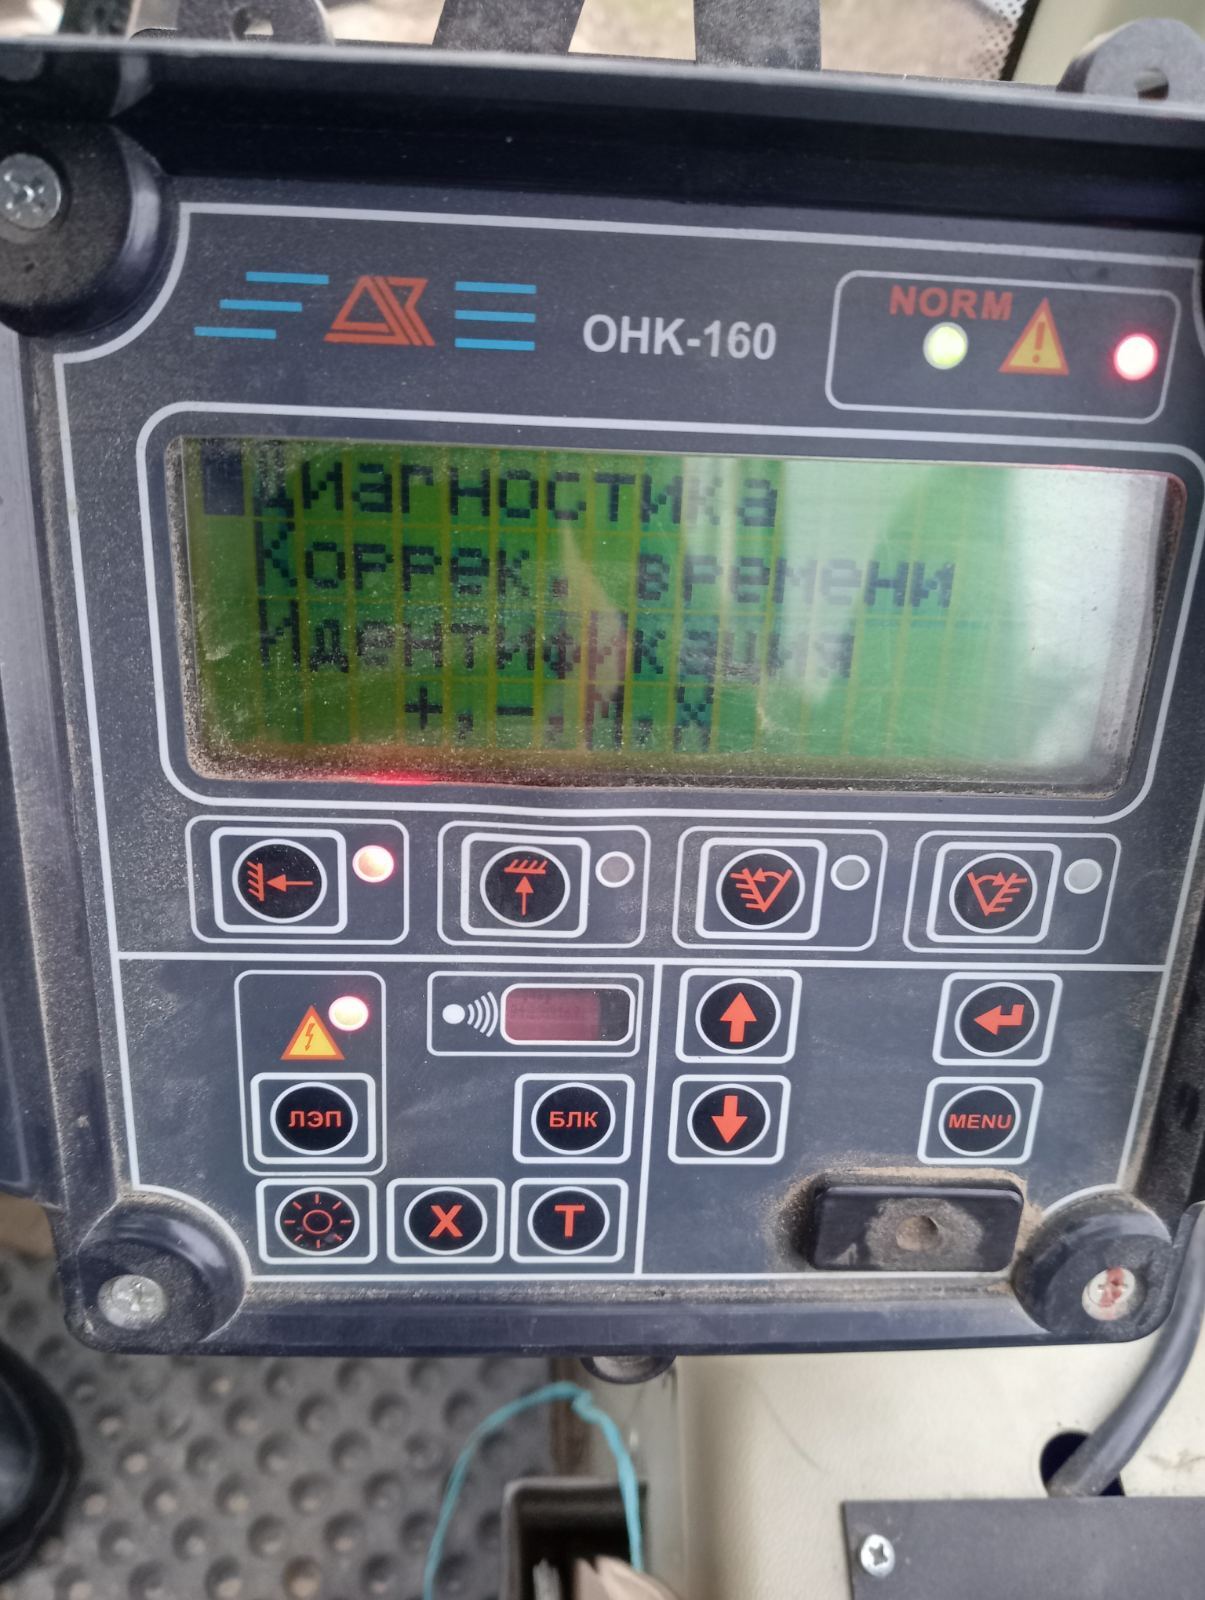 NORM
ОНК-160
Диагностика
Коррек. времени
Идентификация
+,-,М,Х
ЛЭП
БЛК
MENU
X
T